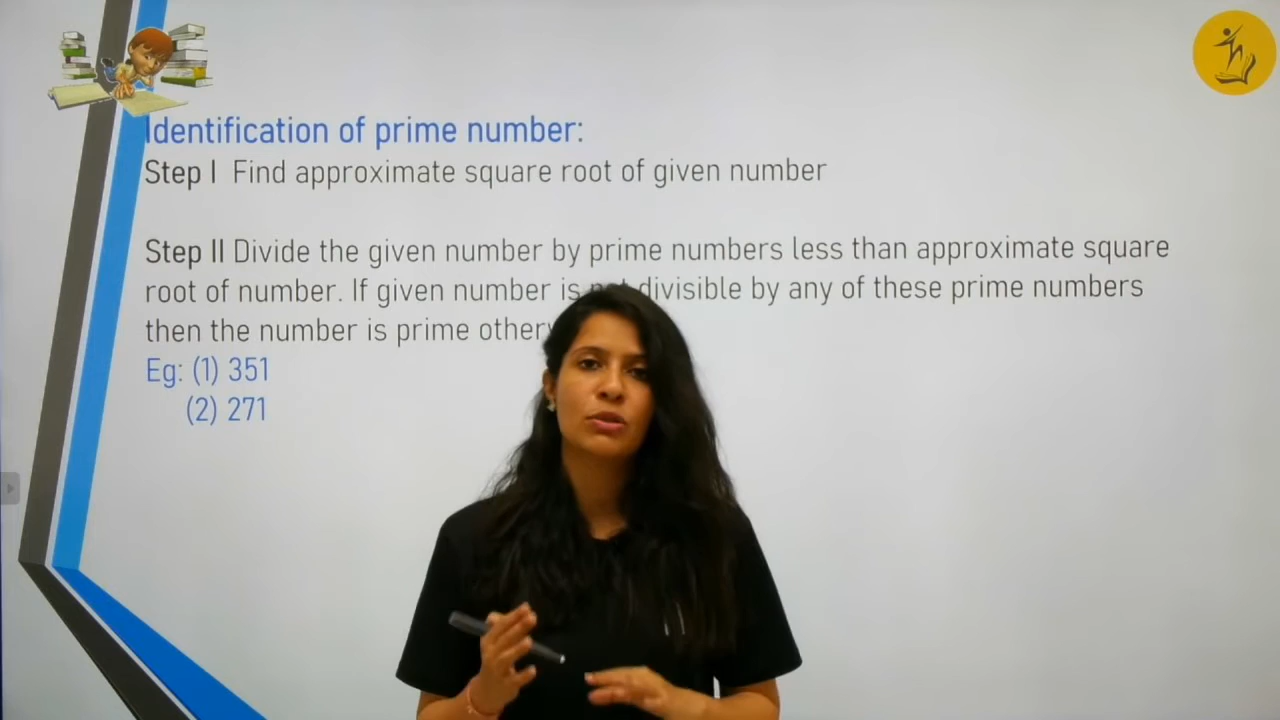 Identification of prime number:
Step I Find approximate square root of given number
Step II Divide the given number by prime numbers less than approximate square
root of number. If given number is divisible by any of these prime numbers
then the number is prime
Eg: (1) 351
(2) 271